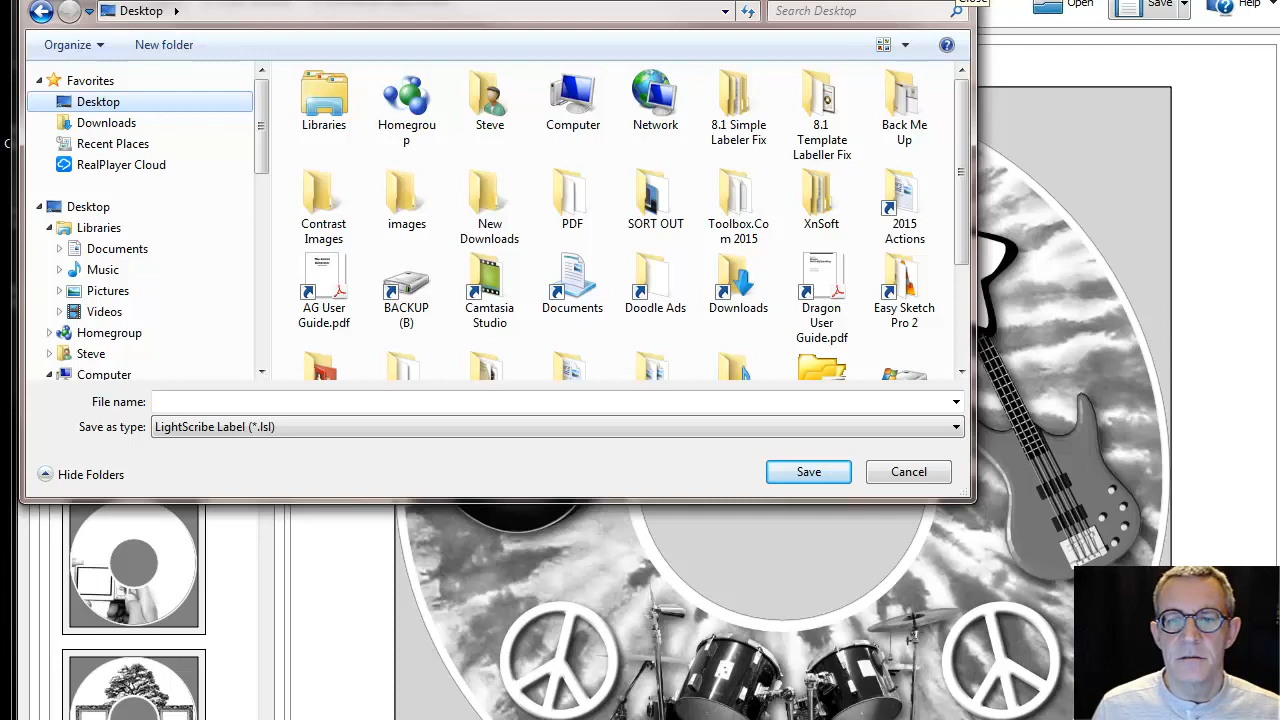 Desktop
Search Desktop
Open
Save
Help
Organize
New folder
Favorites
Desktop
Downloads
Recent Places
RealPlayer Cloud
Desktop
Libraries
Documents
Music
Pictures
Videos
Homegroup
Steve
Computer
Libraries
Homegrou
p
Steve
Computer
Network
8.1 Simple
Labeler Fix
8.1
Template
Labeller Fix
Back Me
Up
Contrast
Images
images
New
Downloads
PDF
SORT OUT
Toolbox.Co
m 2015
XnSoft
2015
Actions
AG User
Guide.pdf
BACKUP
(B)
Camtasia
Studio
Documents
Doodle Ads
Downloads
Dragon
User
Guide.pdf
Easy Sketch
Pro 2
File name:
Save as type:
LightScribe Label (*.lsl)
Hide Folders
Save
Cancel